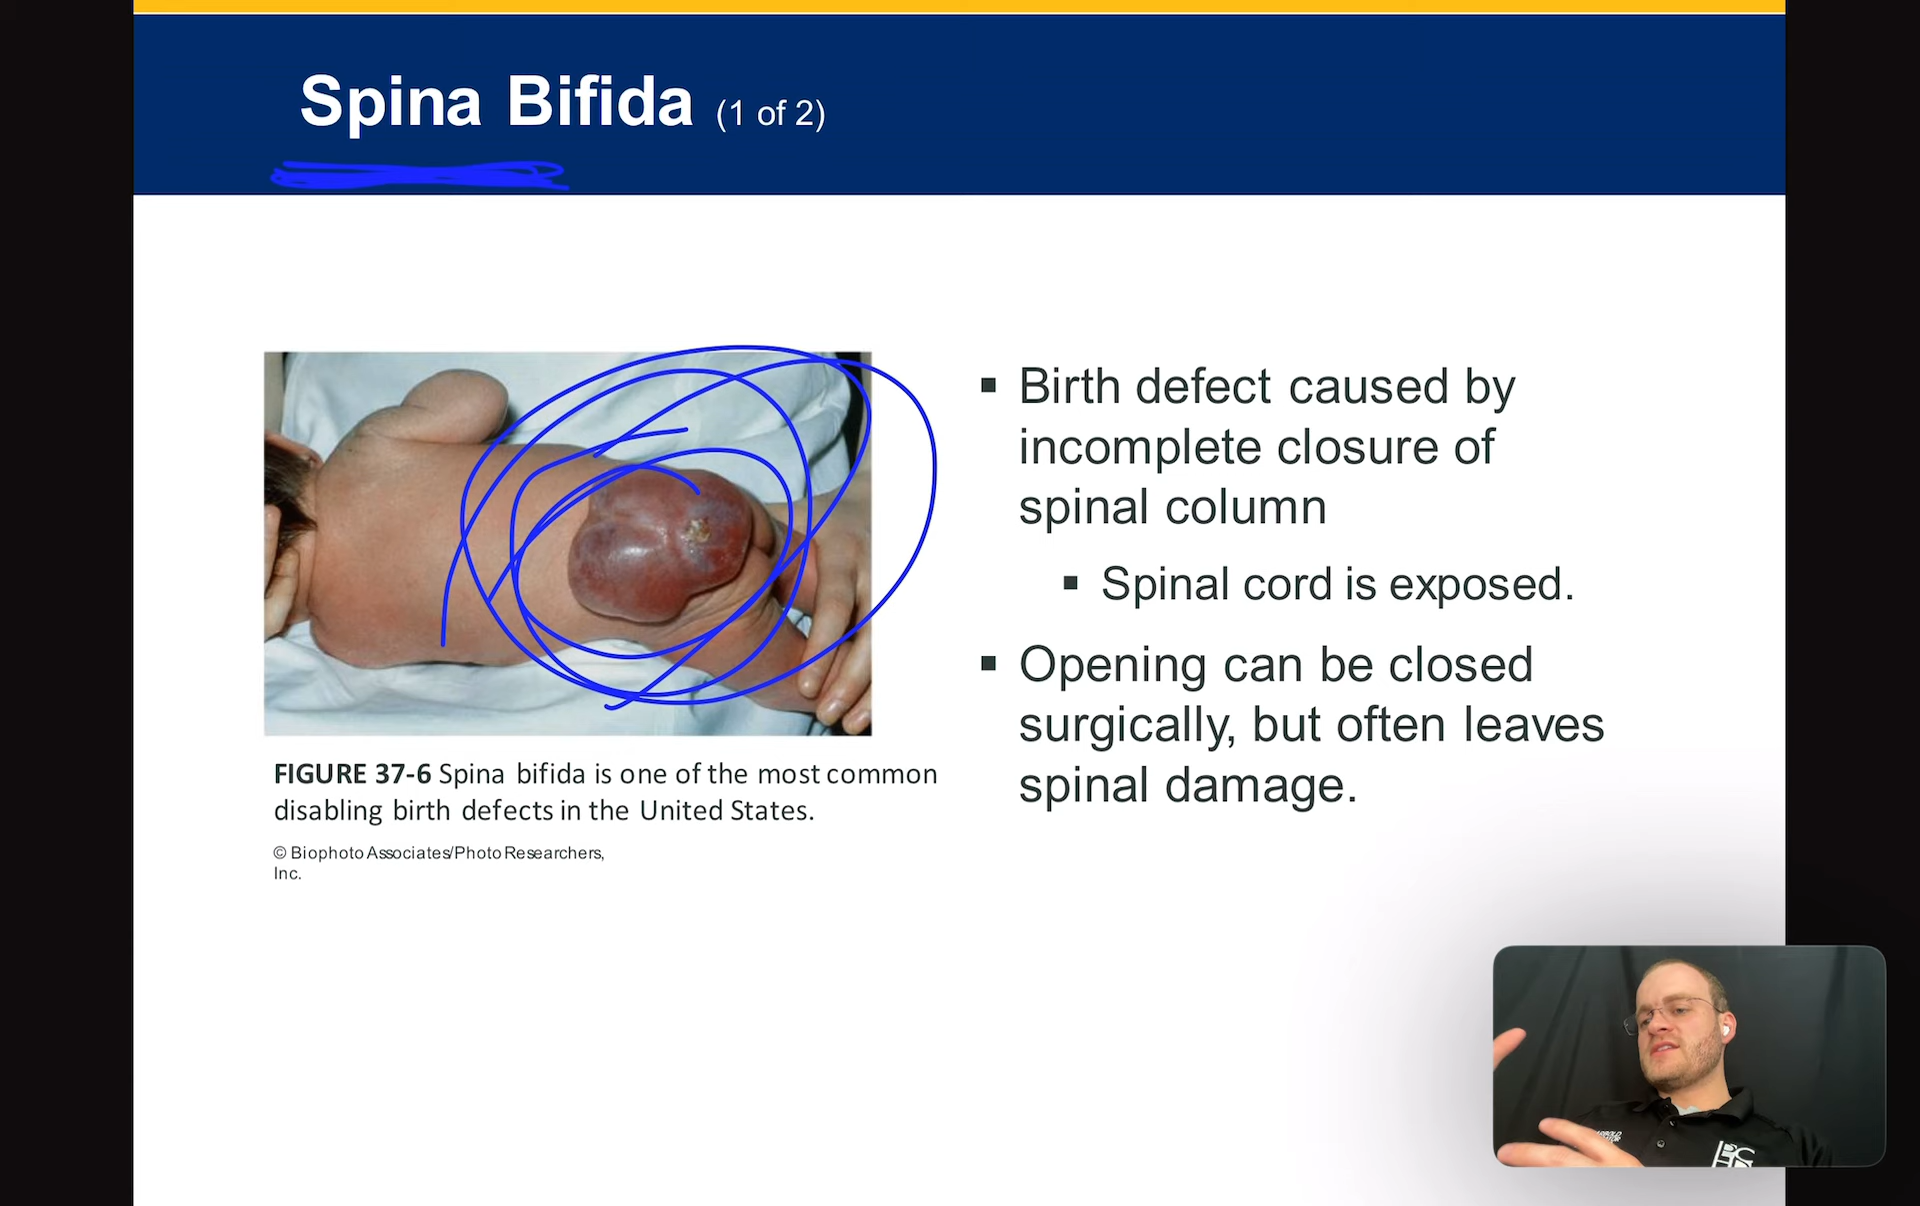 Spina Bifida (1 of 2)
▪ Birth defect caused by
incomplete closure of
spinal column
▪ Spinal cord is exposed.
▪ Opening can be closed
surgically, but often leaves
spinal damage.
FIGURE 37-6 Spina bifida is one of the most common
disabling birth defects in the United States.
© Biophoto Associates/Photo Researchers,
Inc.